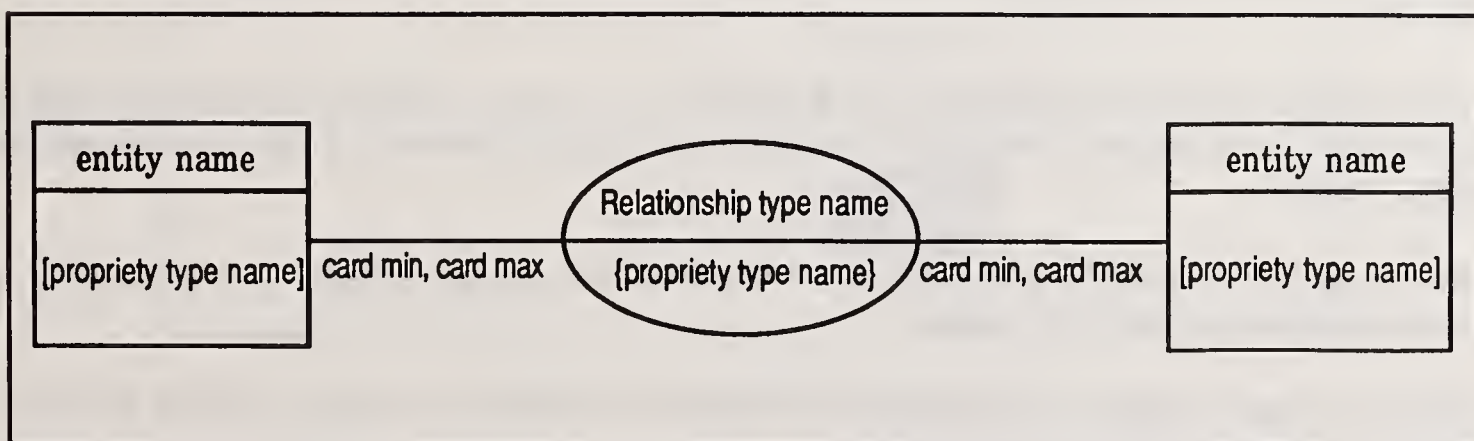 entity name
[propriety type name]
card min, card max
Relationship type name
{propriety type name}
card min, card max
entity name
[propriety type name]